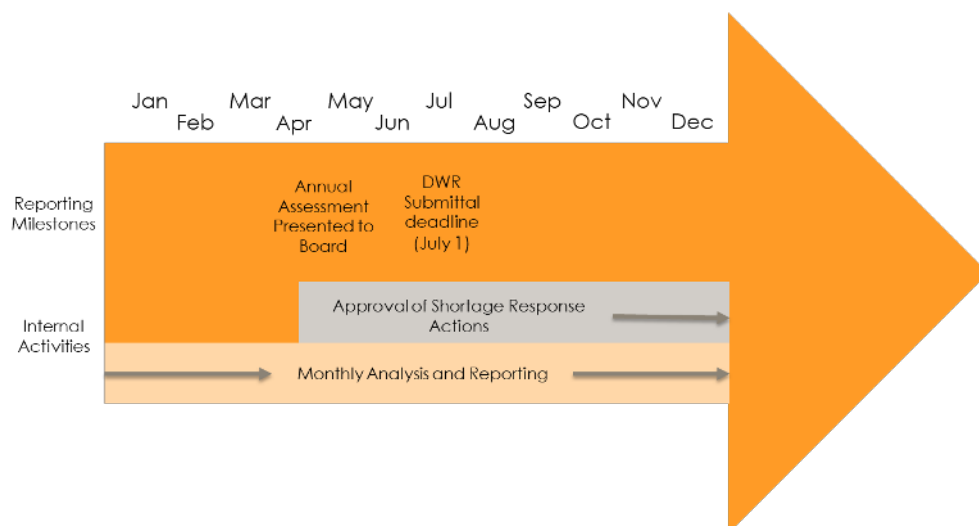 Jan
Feb
Mar
Apr
May
Jun
Jul
Aug
Sep
Oct
Nov
Dec
Reporting
Milestones
Annual
Assessment
Presented to
Board
DWR
Submittal
deadline
(July 1)
Internal
Activities
Approval of Shortage Response
Actions
Monthly Analysis and Reporting